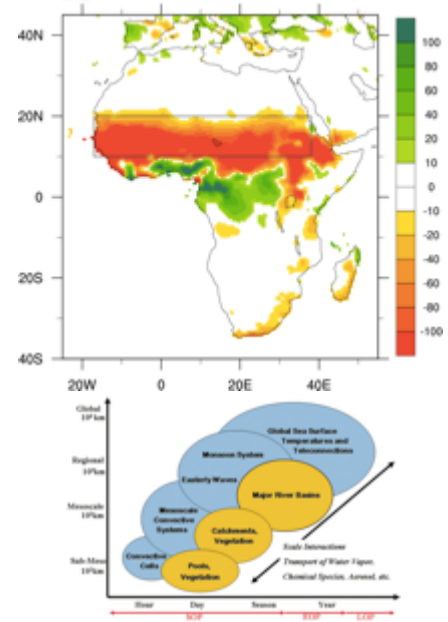 40N
20N
0
20S
40S
20W 0 20E 40E
100
80
60
40
20
10
0
-10
-20
-40
-60
-80
-100
Global
Global Sea Surface
Temperatures and
Teleconnections
Monsoon System
Regional
Easterly Waves
Major River Basins
Mesoscale
Mesoscale
Convective
Systems
Catchments,
Vegetation
Scale Interactions
Transport of Water Vapor,
Chemical Species, Aerosol, etc.
Sub-Meso
Convective
Cells
Pools,
Vegetation
Hour Day Season Year
SOP EOP LOP